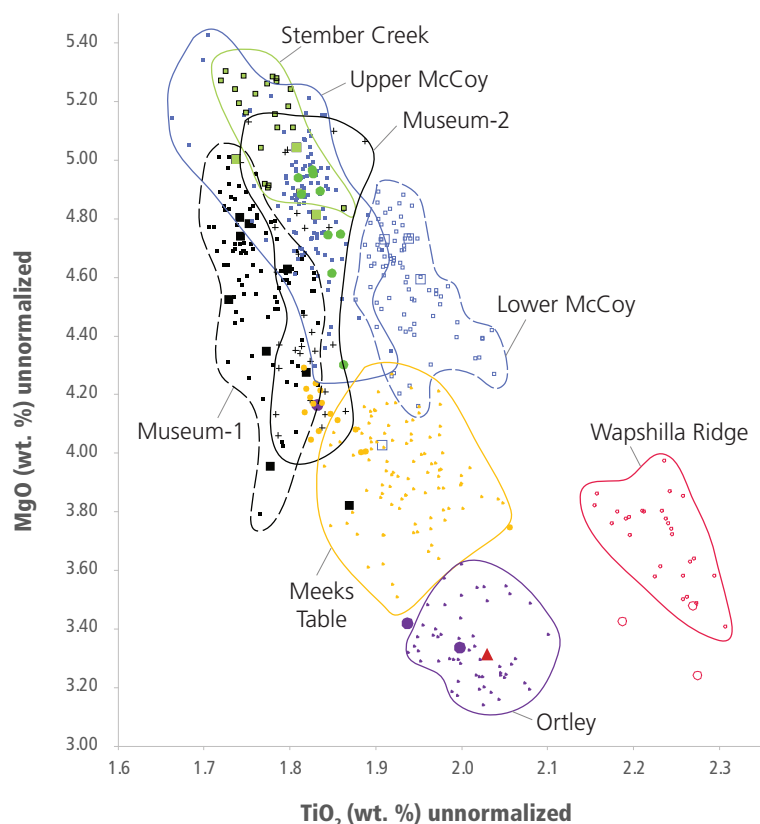 Stember Creek
Upper McCoy
Museum-2
Lower McCoy
Museum-1
Wapshilla Ridge
Meeks
Table
Ortley
MgO (wt. %) unnormalized
5.40
5.20
5.00
4.80
4.60
4.40
4.20
4.00
3.80
3.60
3.40
3.20
3.00
1.6 1.7 1.8 1.9 2.0 2.1 2.2 2.3
TiO₂ (wt. %) unnormalized